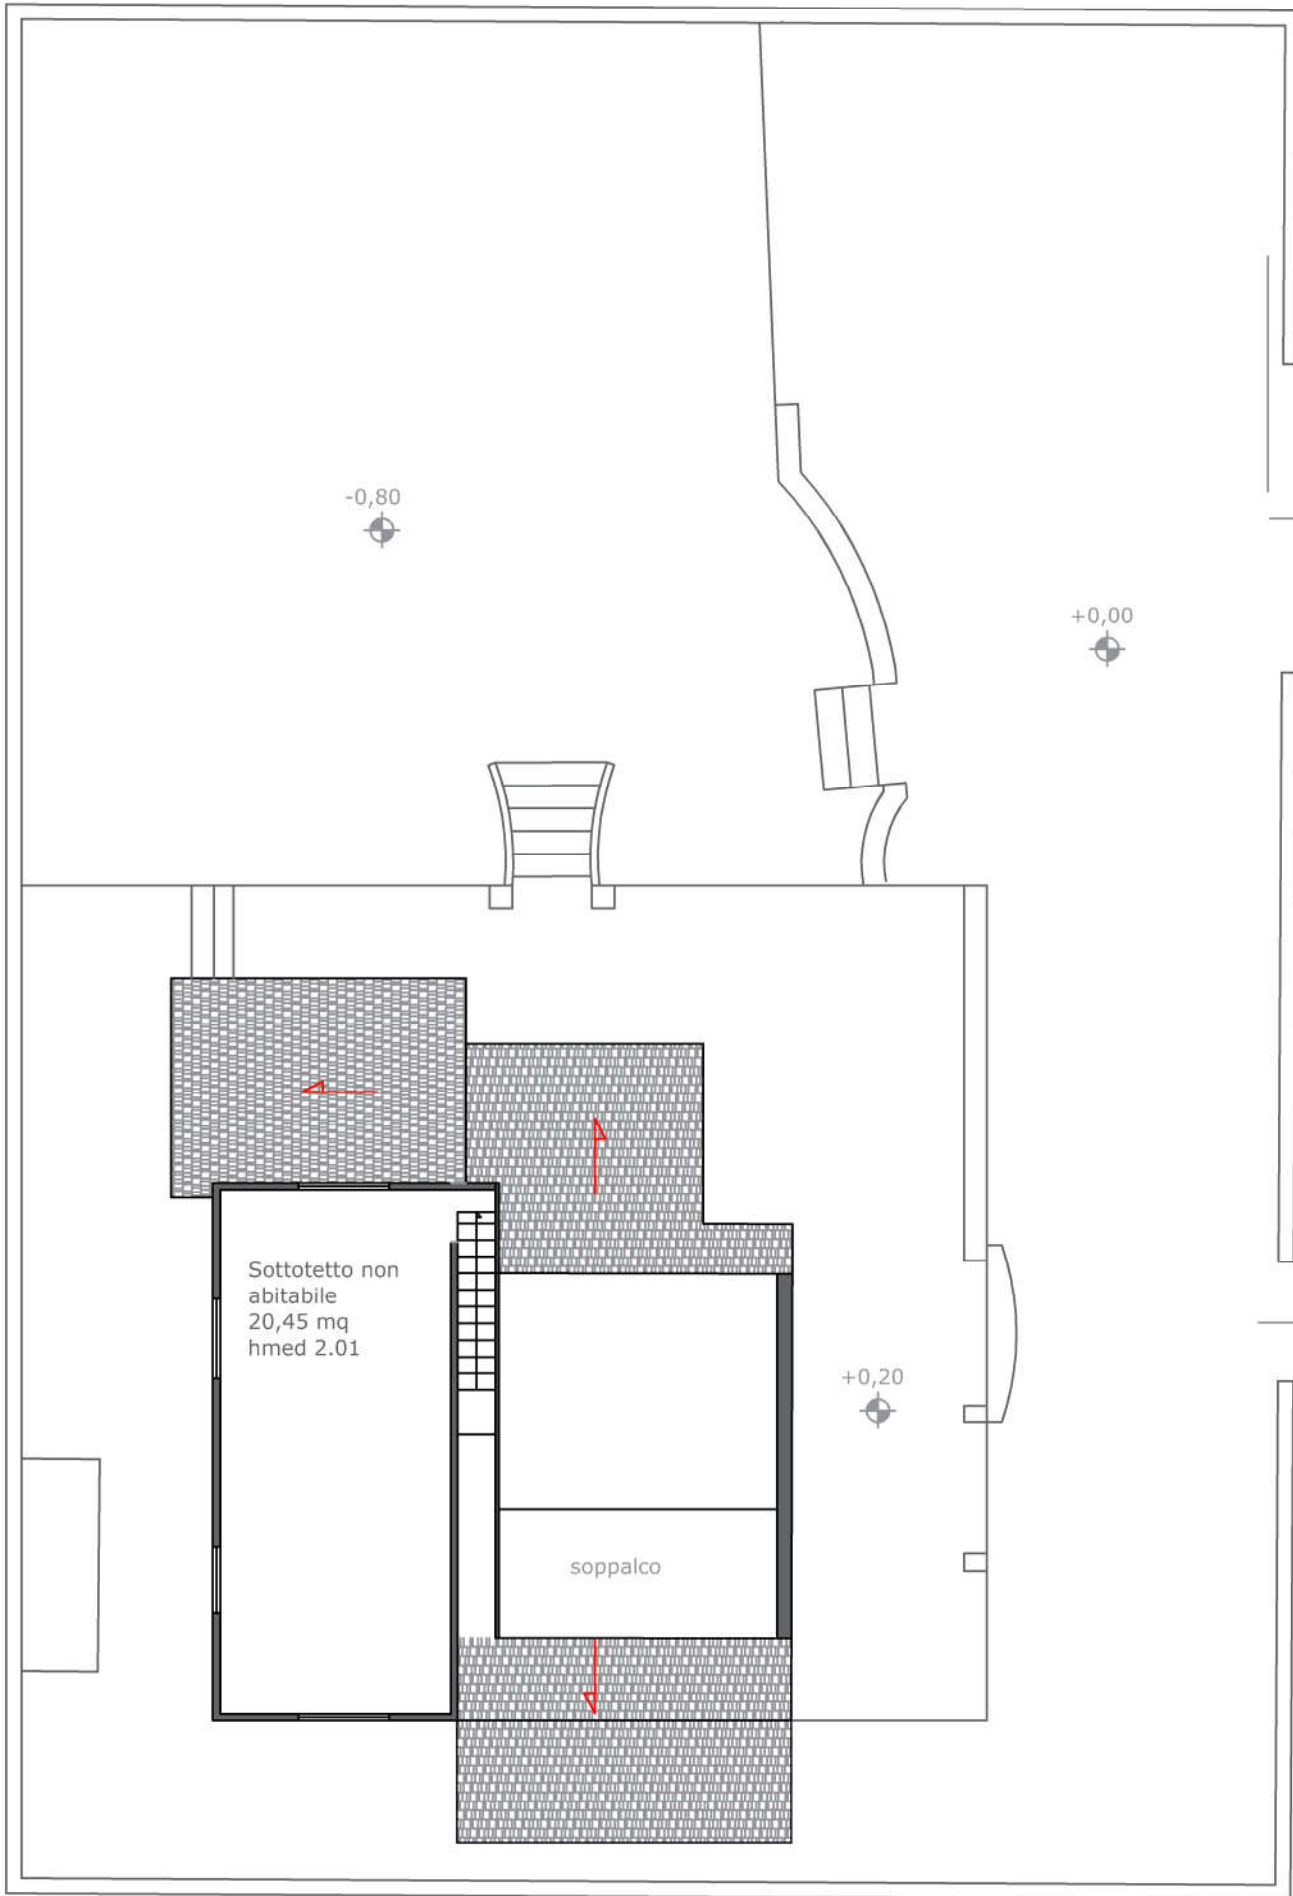 -0,80
+0,00
Sottotetto non
abitabile
20,45 mq
hmed 2.01
+0,20
soppalco